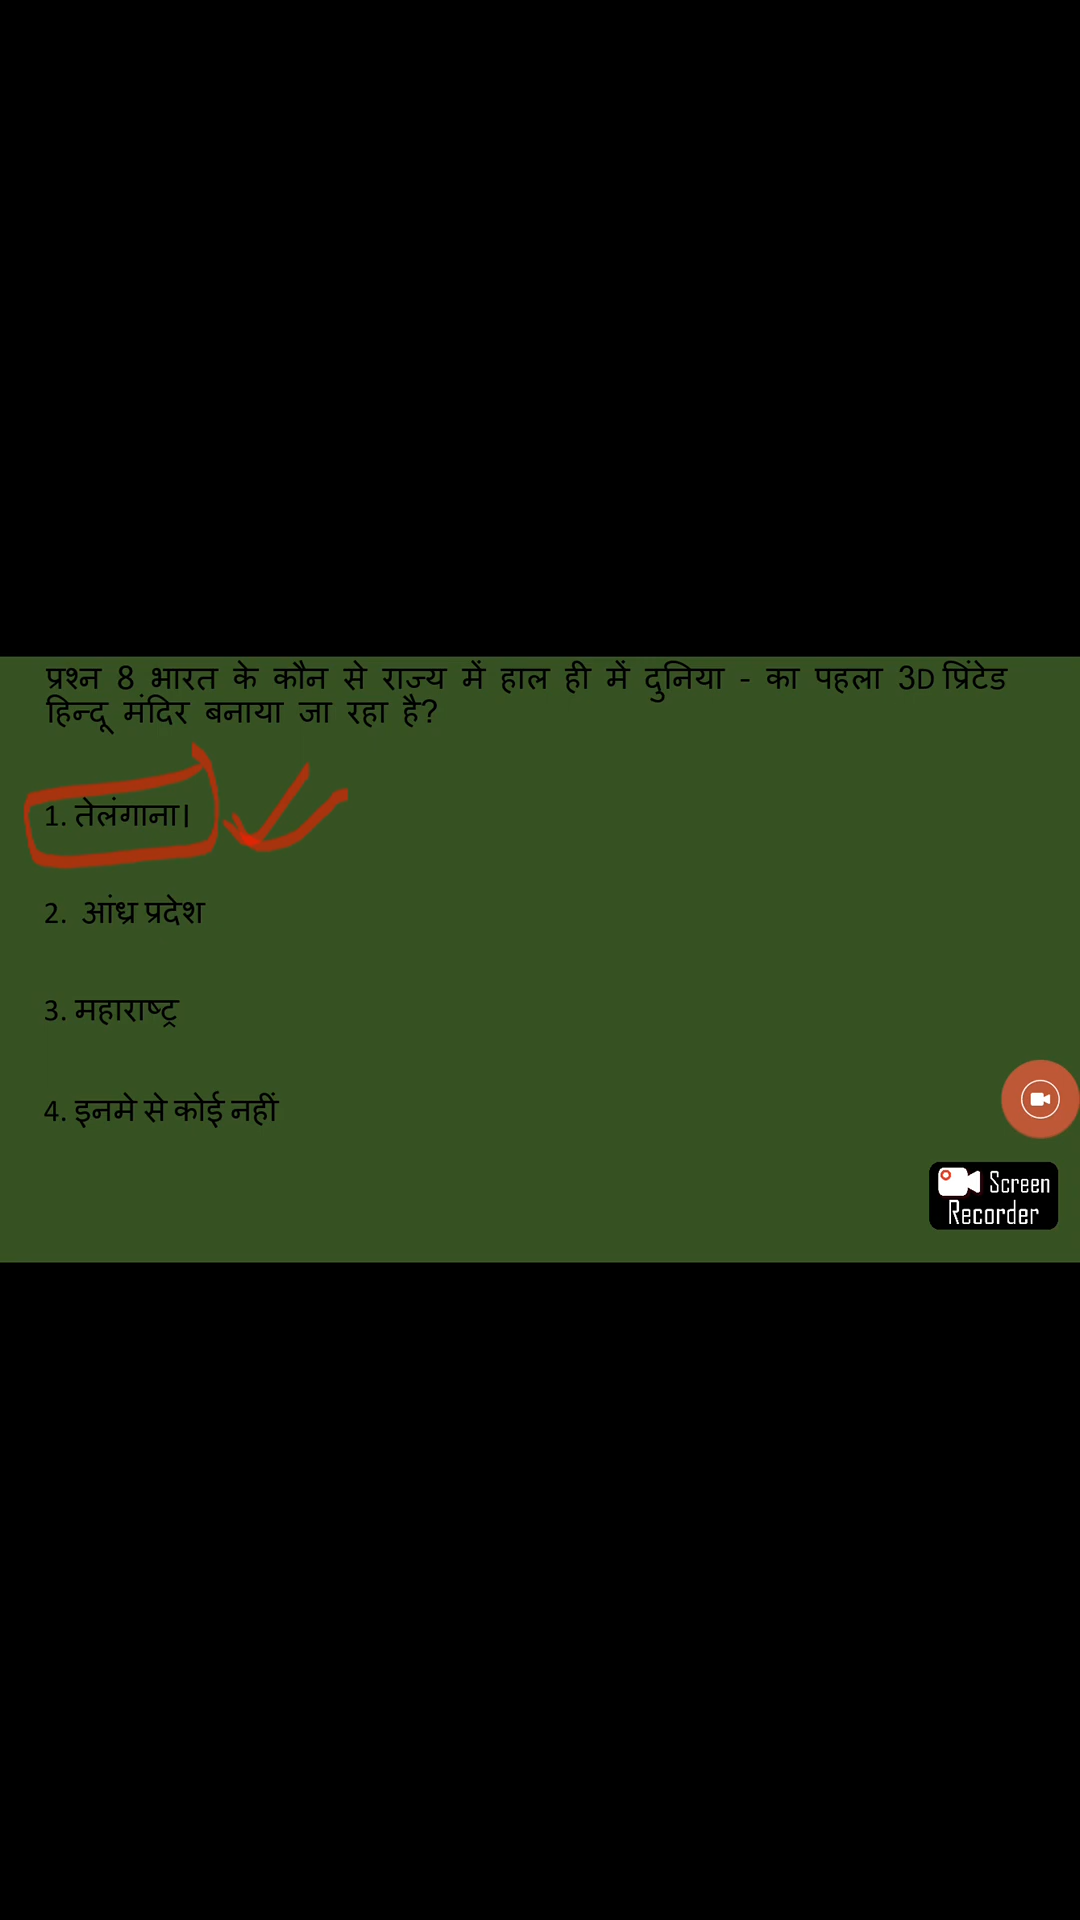 प्रश्न 8 भारत के कौन से राज्य में हाल ही में दुनिया - का पहला 3D प्रिंटेड
हिन्दू मंदिर बनाया जा रहा है?
1. तेलंगाना।
2. आंध्र प्रदेश
3. महाराष्ट्र
4. इनमे से कोई नहीं
Screen
Recorder